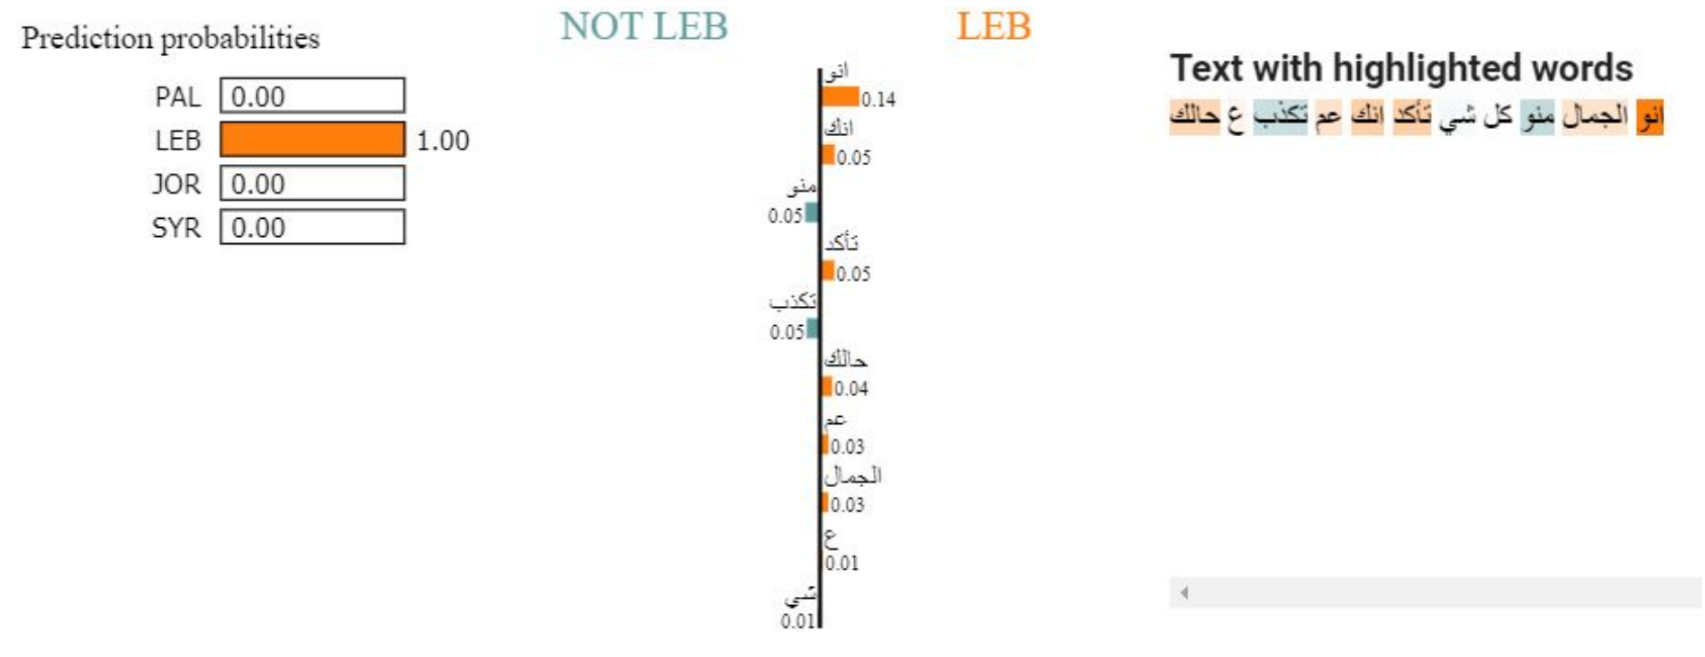 Prediction probabilities
PAL 0.00
LEB 1.00
JOR 0.00
SYR 0.00
NOT LEB LEB
انو
0.14
انك
0.05
منو
0.05
تأكد
0.05
تكذب
0.05
حالك
0.04
عم
0.03
الجمال
0.03
ع
0.01
شي
0.01
Text with highlighted words
انو الجمال منو كل شي تأكد انك عم تكذب ع حالك